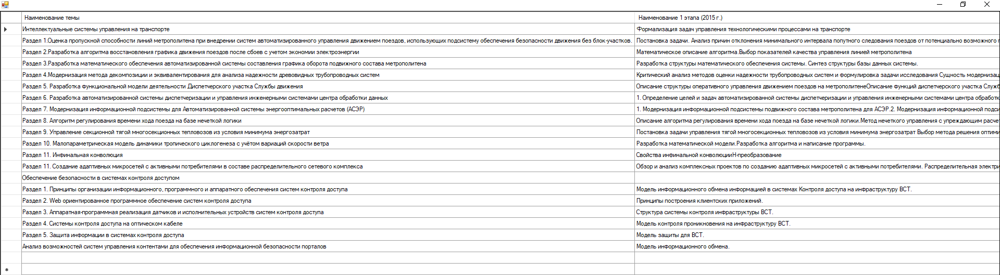 Наименование темы Наименование 1 этапа (2015 г.)
Интеллектуальные системы управления на транспорте Формализация задач управления технологическими процессами на транспорте
Раздел 1.Оценка пропускной способности линий метрополитена при внедрении систем автоматизированного управления движением поездов, использующих подсистему обеспечения безопасности движения без блок-участков. Постановка задачи. Анализ причин отклонения минимального интервала попутного следования поездов от потенциально возможного
Раздел 2.Разработка алгоритма восстановления графика движения поездов после сбоев с учетом экономии электроэнергии Математическое описание алгоритма.Выбор показателей качества управления линией метрополитена
Раздел 3.Разработка математического обеспечения автоматизированной системы составления графика оборота подвижного состава метрополитена Разработка структуры математического обеспечения системы. Синтез структуры базы данных системы.
Раздел 4.Модернизация метода декомпозиции и эквивалентирования для анализа надежности древовидных трубопроводных систем Критический анализ методов оценки надежности трубопроводных систем и формулировка задачи исследования Сущность модернизац
Раздел 5. Разработка функциональной модели деятельности Диспетчерского участка Службы движения Описание структуры оперативного управления движением поездов на метрополитенеОписание функций диспетчерского участка Служб
Раздел 6. Разработка автоматизированной системы диспетчеризации и управления инженерными системами центра обработки данных 1. Определение целей и задач автоматизированной системы диспетчеризации и управления инженерными системами центра обработк
Раздел 7. Модернизация информационной подсистемы для Автоматизированной системы энергооптимальных расчетов (АСЭР) 1. Модернизация информационной подсистемы подвижного состава метрополитена для АСЭР.2. Модернизация информационной подси
Раздел 8. Алгоритм регулирования времени хода поезда на базе нечеткой логики Описание алгоритма регулирования времени хода поезда на базе нечеткой логики.Метод нечеткого управления с упреждающим расче
Раздел 9. Управление секционной тягой многосекционных тепловозов из условия минимума энергозатрат Постановка задачи управления тягой многосекционных тепловозов из условия минимума энергозатрат Выбор метода решения оптими
Раздел 10. Малопараметрическая модель динамики тропического циклогенеза с учётом вариаций скорости ветра Разработка математической модели.Разработка алгоритма и написание программы.
Раздел 11. Инфинальная конволюция Свойства инфинальной конволюцииН-преобразование
Раздел 11. Создание адаптивных микросетей с активными потребителями в составе распределительного сетевого комплекса Обзор и анализ комплексных проектов по созданию адаптивных микросетей с активными потребителями. Распределительная электри
Обеспечение безопасности в системах контроля доступом
Раздел 1. Принципы организации информационного, программного и аппаратного обеспечения систем контроля доступа Модель информационного обмена информацией в системах Контроля доступа на инфраструктуру ВСТ.
Раздел 2. Web ориентированное программное обеспечение систем контроля доступа Принципы построения клиентских приложений.
Раздел 3. Аппаратная-программная реализация датчиков и исполнительных устройств систем контроля доступа Структура системы контроля инфраструктуры ВСТ.
Раздел 4. Системы контроля доступа на оптическом кабеле Модель контроля проникновения на инфраструктуру ВСТ.
Раздел 5. Защита информации в системах контроля доступа Модель защиты для ВСТ.
Анализ возможностей систем управления контентами для обеспечения информационной безопасности порталов Модель информационного обмена.